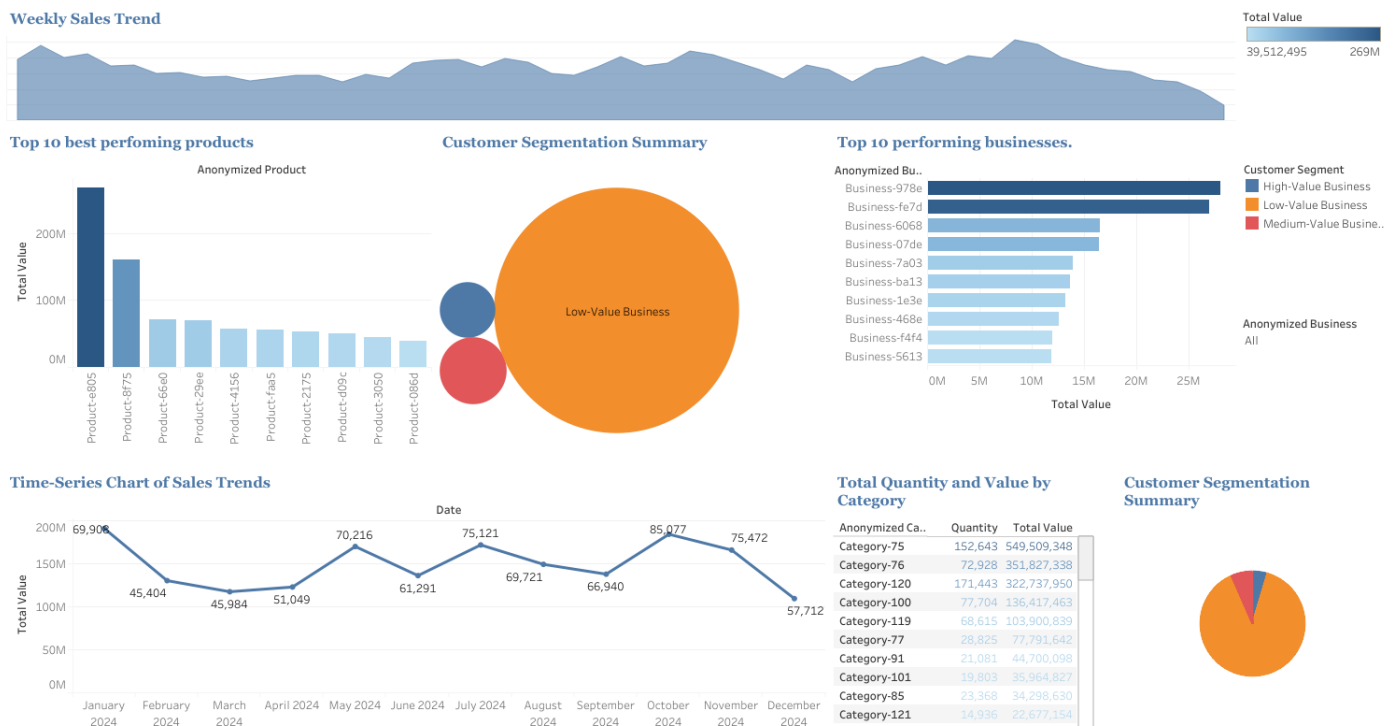 Weekly Sales Trend
Total Value
39,512,495 269M
Top 10 best perfoming products
Anonymized Product
Total Value
200M
100M
0M
Product-e805
Product-8f75
Product-66e0
Product-29ee
Product-4156
Product-faa5
Product-2175
Product-d09c
Product-3050
Product-086d
Customer Segmentation Summary
Low-Value Business
Top 10 performing businesses.
Anonymized Bu..
Business-978e
Business-fe7d
Business-6068
Business-07de
Business-7a03
Business-ba13
Business-1e3e
Business-468e
Business-f4f4
Business-5613
0M 5M 10M 15M 20M 25M
Total Value
Customer Segment
High-Value Business
Low-Value Business
Medium-Value Busine..
Anonymized Business
All
Time-Series Chart of Sales Trends
Date
Total Value
200M
150M
100M
50M
0M
69,908
45,404
45,984
51,049
70,216
61,291
75,121
69,721
66,940
85,077
75,472
57,712
January 2024
February 2024
March 2024
April 2024
May 2024
June 2024
July 2024
August 2024
September 2024
October 2024
November 2024
December 2024
Total Quantity and Value by
Category
Anonymized Ca.. Quantity Total Value
Category-75 152,643 549,509,348
Category-76 72,928 351,827,338
Category-120 171,443 322,737,950
Category-100 77,704 136,417,463
Category-119 68,615 103,900,839
Category-77 28,825 77,791,642
Category-91 21,081 44,700,098
Category-101 19,803 35,964,827
Category-85 23,368 34,298,630
Category-121 14,936 22,677,154
Customer Segmentation
Summary